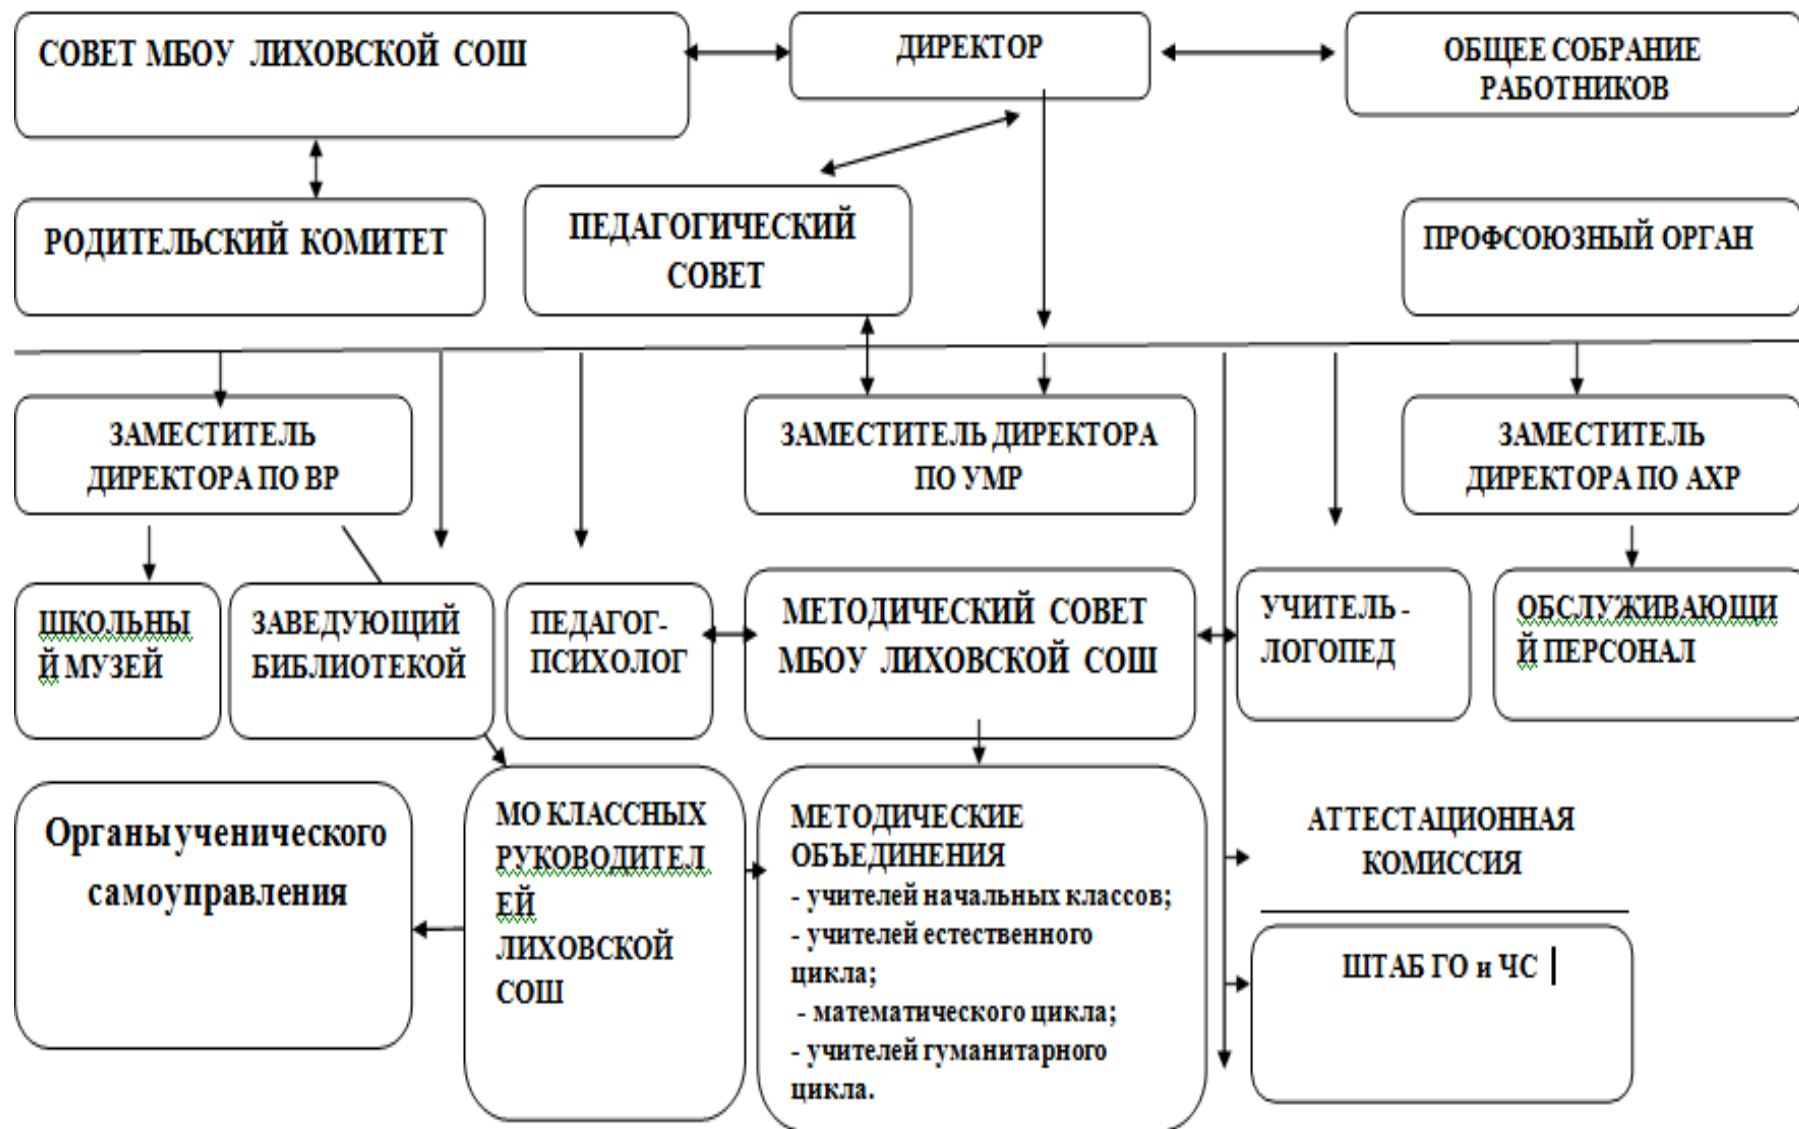 СОВЕТ МБОУ ЛИХОВСКОЙ СОШ
ДИРЕКТОР
ОБЩЕЕ СОБРАНИЕ
РАБОТНИКОВ
РОДИТЕЛЬСКИЙ КОМИТЕТ
ПЕДАГОГИЧЕСКИЙ
СОВЕТ
ПРОФСОЮЗНЫЙ ОРГАН
ЗАМЕСТИТЕЛЬ
ДИРЕКТОРА ПО ВР
ЗАМЕСТИТЕЛЬ ДИРЕКТОРА
ПО УМР
ЗАМЕСТИТЕЛЬ
ДИРЕКТОРА ПО АХР
ШКОЛЬНЫ
Й МУЗЕЙ
ЗАВЕДУЮЩИЙ
БИБЛИОТЕКОЙ
ПЕДАГОГ-
ПСИХОЛОГ
МЕТОДИЧЕСКИЙ СОВЕТ
МБОУ ЛИХОВСКОЙ СОШ
УЧИТЕЛЬ -
ЛОГОПЕД
ОБСЛУЖИВАЮЩИ
Й ПЕРСОНАЛ
Органы ученического
самоуправления
МО КЛАССНЫХ
РУКОВОДИТЕЛ
ЕЙ
ЛИХОВСКОЙ
СОШ
МЕТОДИЧЕСКИЕ
ОБЪЕДИНЕНИЯ
- учителей начальных классов;
- учителей естественного
цикла;
- математического цикла;
- учителей гуманитарного
цикла.
АТТЕСТАЦИОННАЯ
КОМИССИЯ
ШТАБ ГО и ЧС